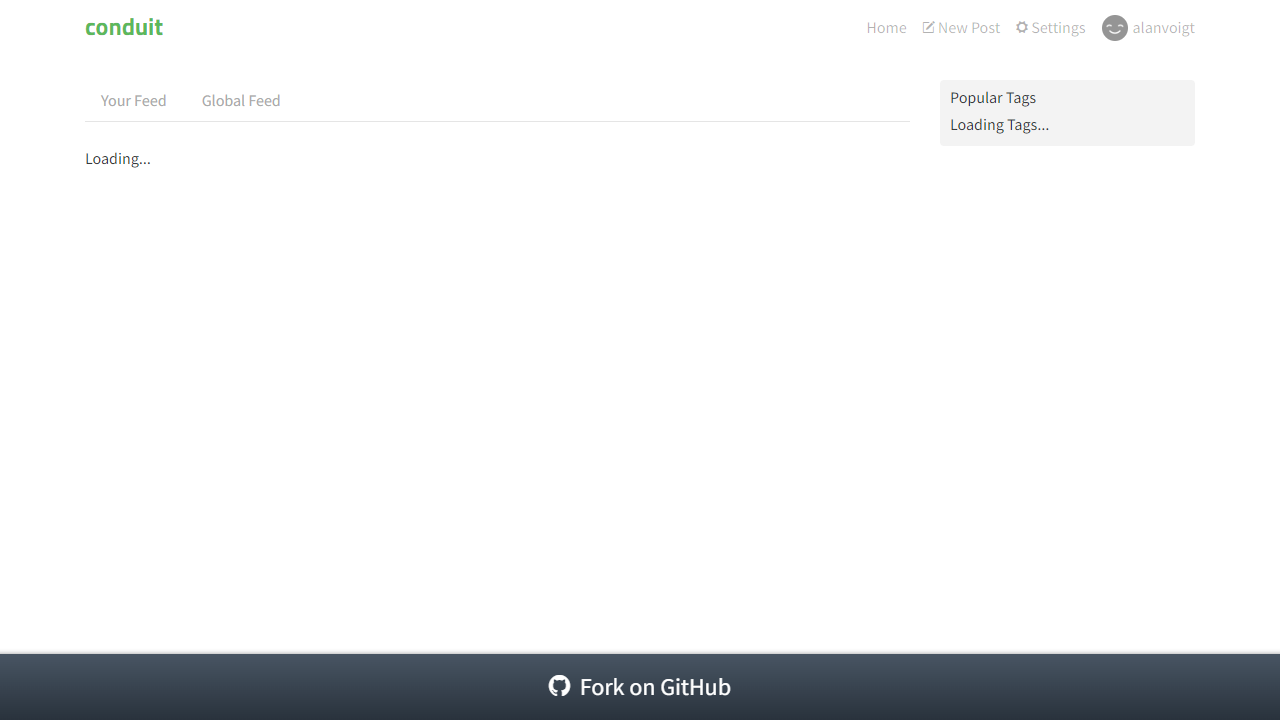 conduit
Home New Post Settings alanvoigt
Your Feed Global Feed
Loading...
Popular Tags
Loading Tags...
Fork on GitHub